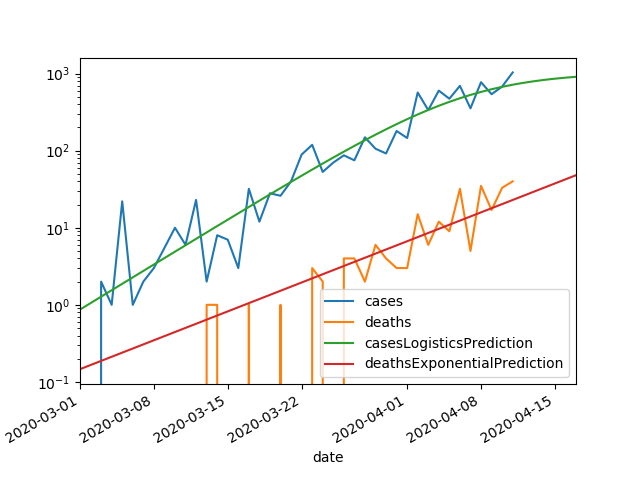 10³
10²
10¹
10⁰
10⁻¹
2020-03-01
2020-03-08
2020-03-15
2020-03-22
2020-04-01
2020-04-08
2020-04-15
date
cases
deaths
casesLogisticsPrediction
deathsExponentialPrediction